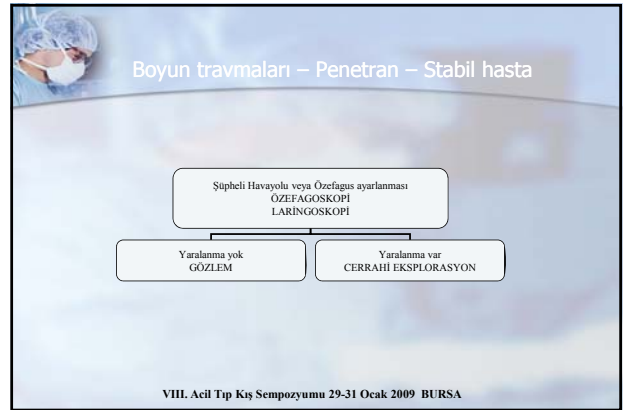 Boyun travmaları – Penetran – Stabil hasta
Şüpheli Havayolu veya Özefagus ayarlanması
ÖZEFAGOSKOPİ
LARİNGOSKOPİ
Yaralanma yok
GÖZLEM
Yaralanma var
CERRAHİ EKSPLORASYON
VIII. Acil Tıp Kış Sempozyumu 29-31 Ocak 2009 BURSA